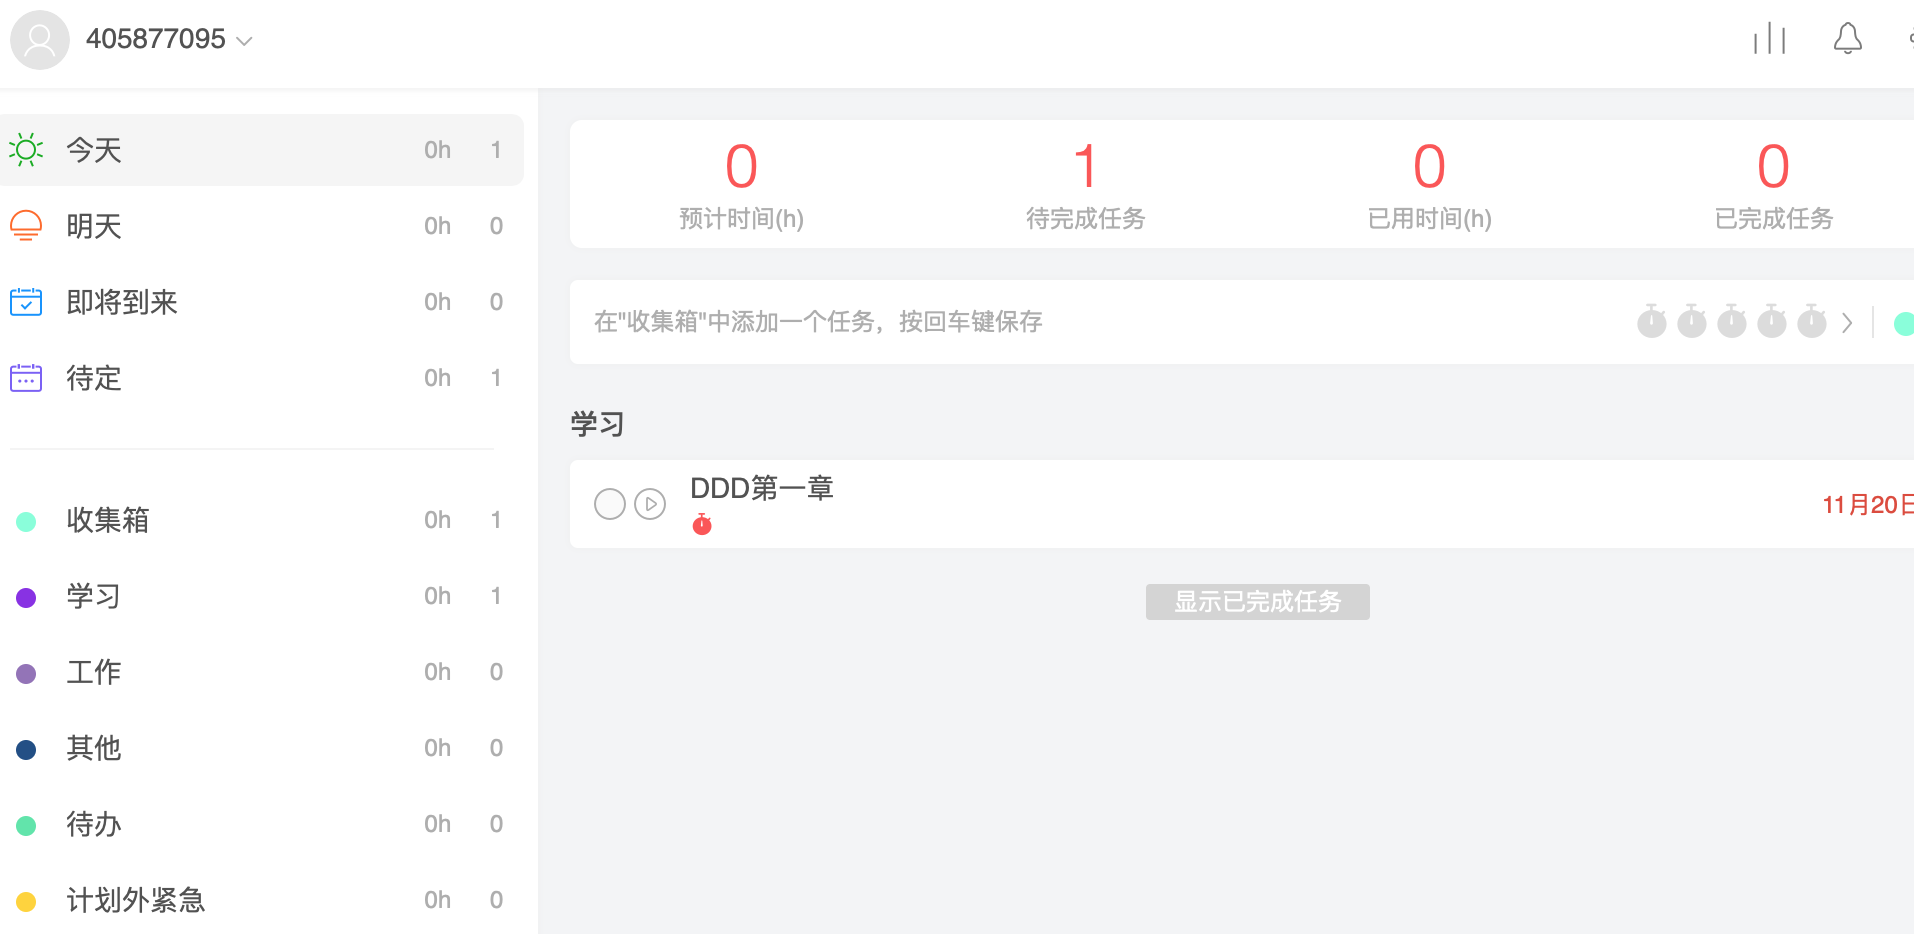 405877095
今天 0h 1
明天 0h 0
即将到来 0h 0
待定 0h 1
收集箱 0h 1
学习 0h 1
工作 0h 0
其他 0h 0
待办 0h 0
计划外紧急 0h 0
0 1 0 0
预计时间(h) 待完成任务 已用时间(h) 已完成任务
在"收集箱"中添加一个任务，按回车键保存
学习
DDD第一章
11月20日
显示已完成任务